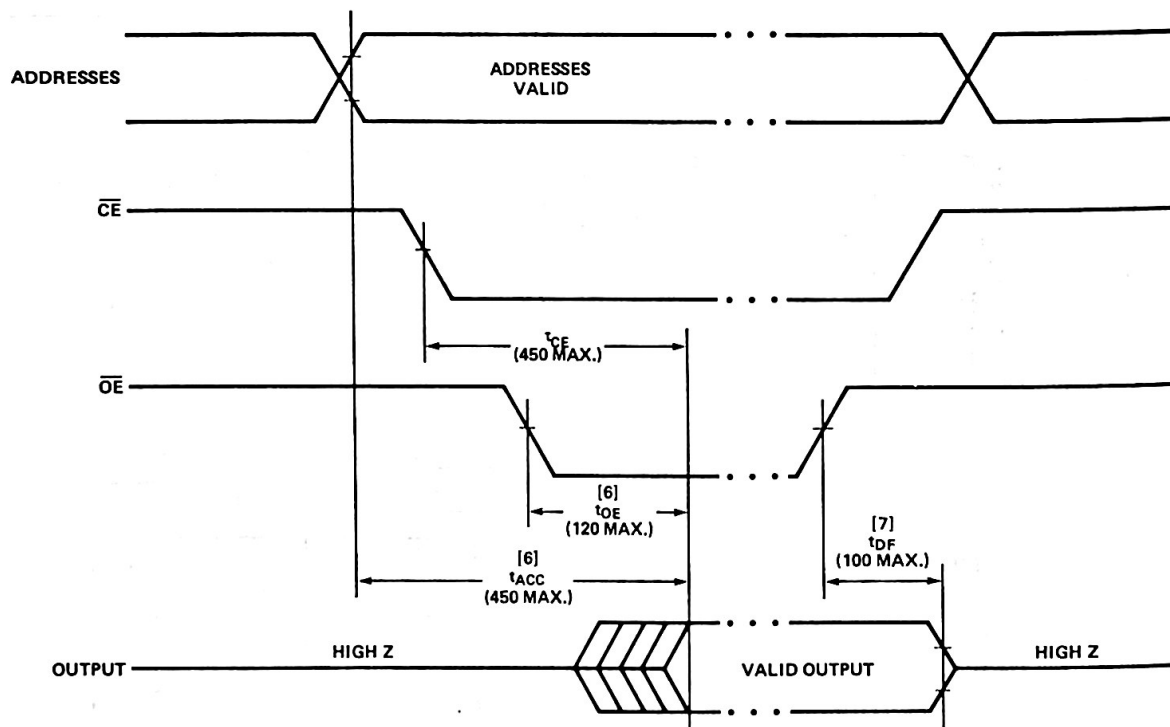 ADDRESSES
ADDRESSES
VALID
. . .
. . .
CE
. . .
tCE
(450 MAX.)
OE
. . .
[6]
tOE
(120 MAX.)
[7]
tDF
(100 MAX.)
[6]
tACC
(450 MAX.)
. . .
OUTPUT
HIGH Z
VALID OUTPUT
HIGH Z
. . .